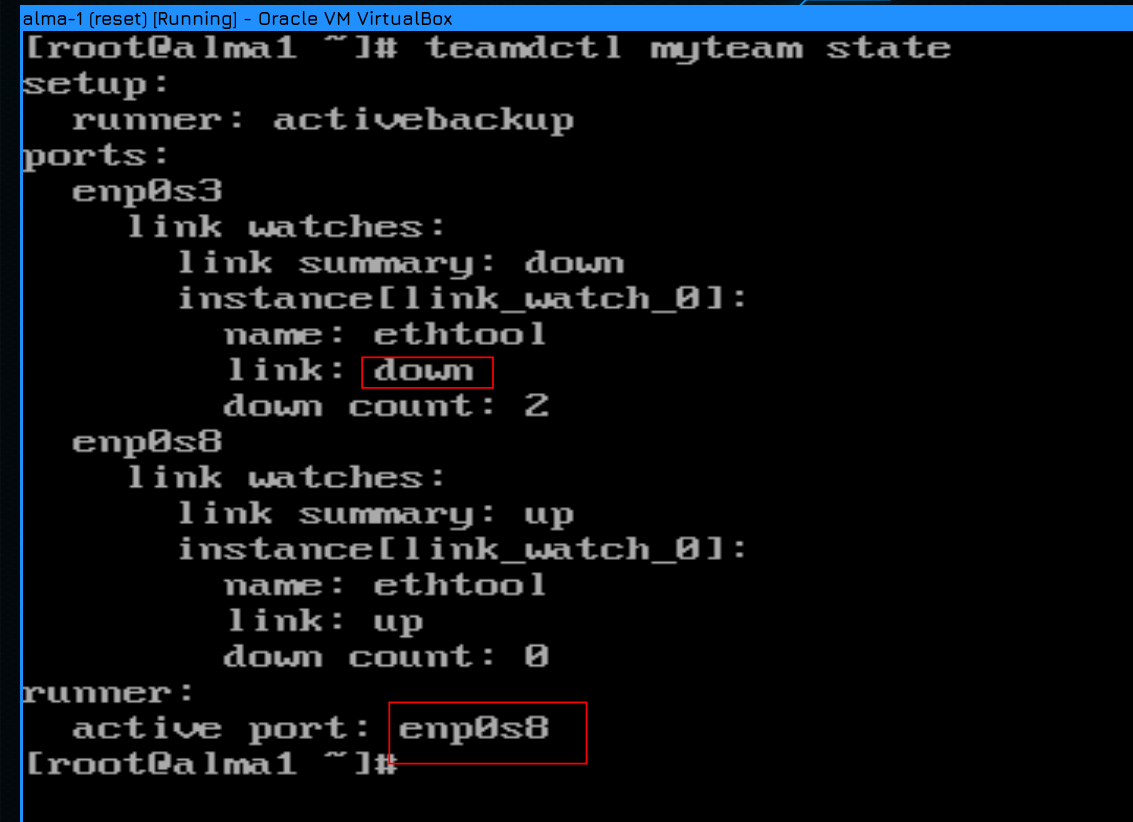 alma-1 (reset) [Running] - Oracle VM VirtualBox
[root@alma1 ~]# teamdctl myteam state
setup:
  runner: activebackup
ports:
  enp0s3
    link watches:
      link summary: down
      instance[link_watch_0]:
        name: ethtool
        link: down
        down count: 2
  enp0s8
    link watches:
      link summary: up
      instance[link_watch_0]:
        name: ethtool
        link: up
        down count: 0
runner:
  active port: enp0s8
[root@alma1 ~]#